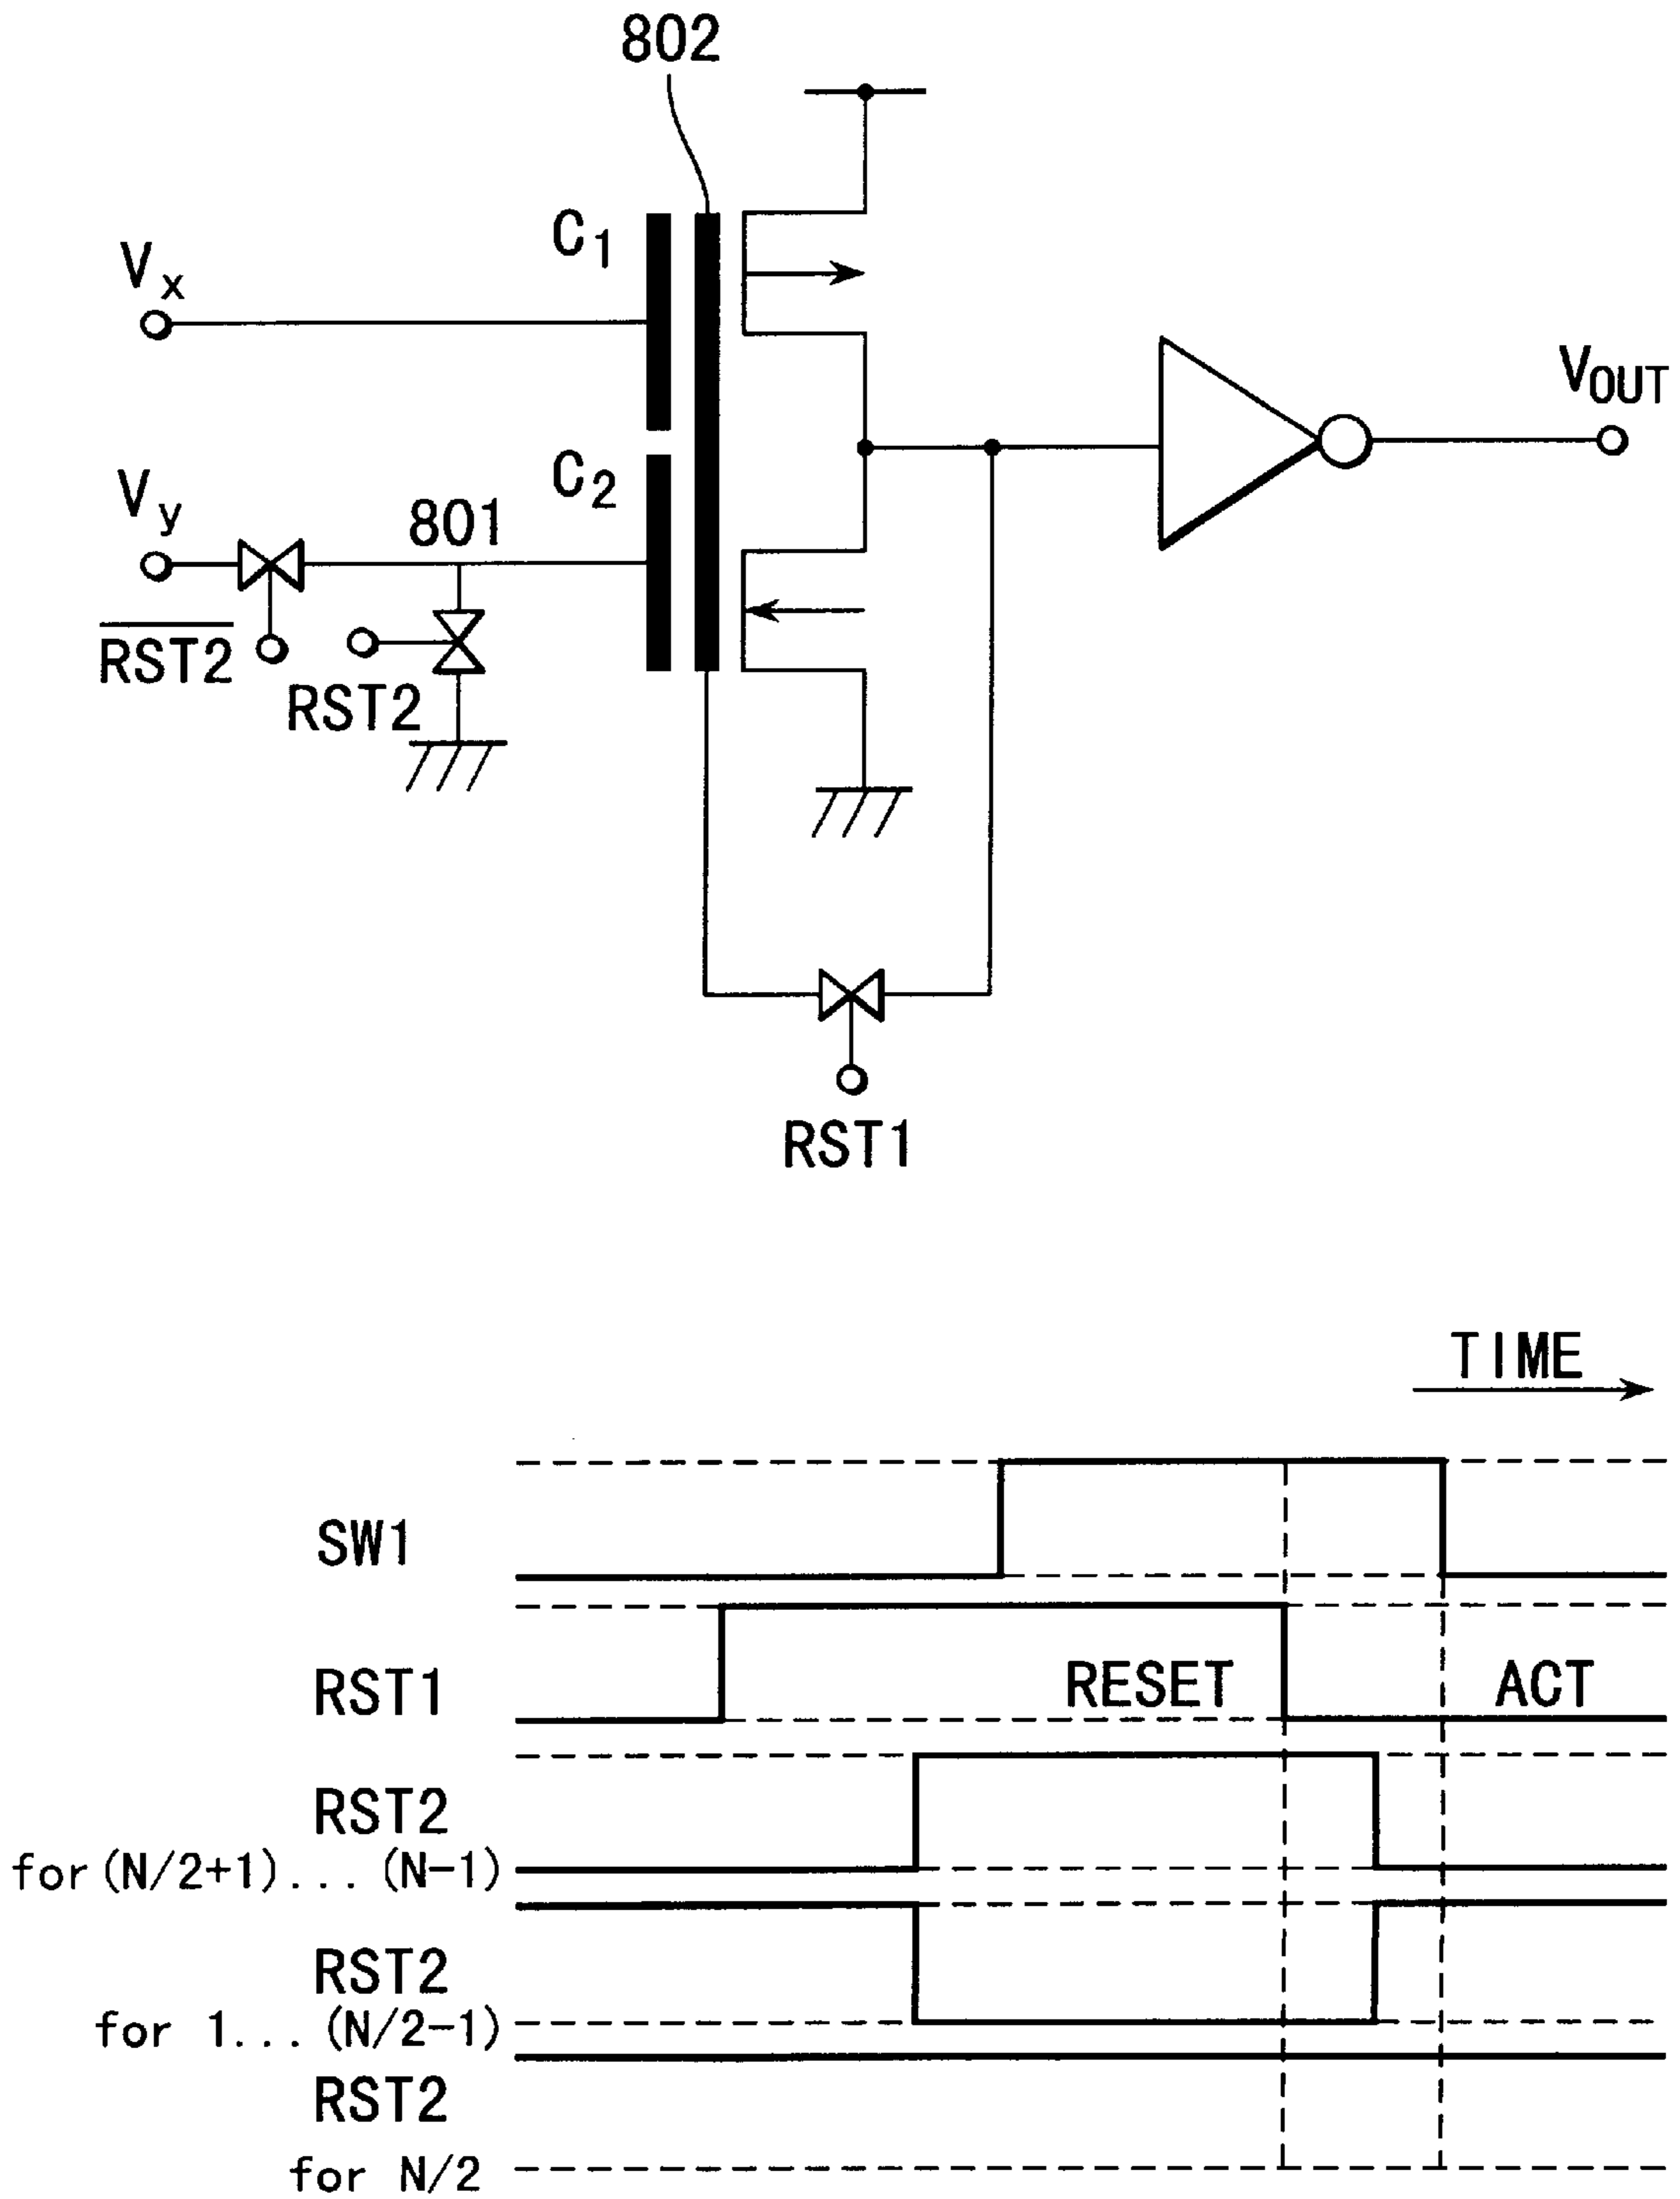 802
C1
Vx
VOUT
C2
Vy
801
RST2
RST2
RST1
TIME
SW1
RST1
RESET
ACT
RST2
for (N/2+1)... (N-1)
RST2
for 1... (N/2-1)
RST2
for N/2